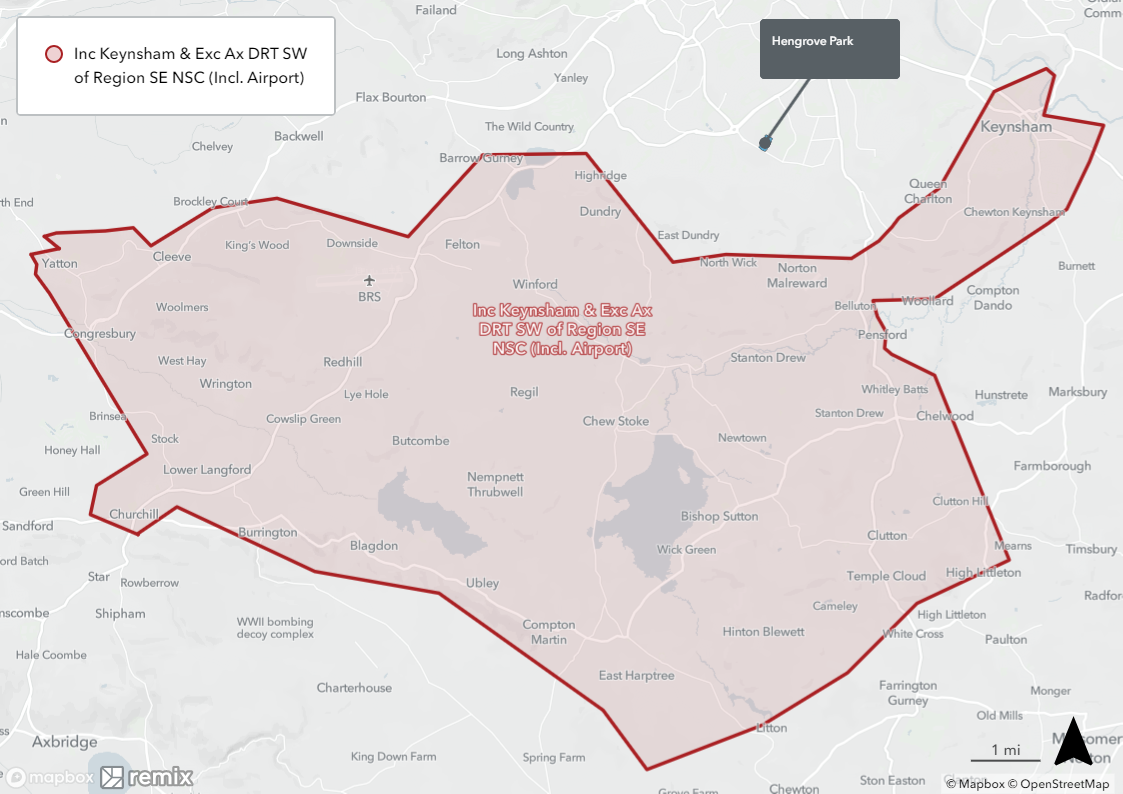 Failand
Inc Keynsham & Exc Ax DRT SW
of Region SE NSC (Incl. Airport)
Hengrove Park
Long Ashton
Yanley
Flax Bourton
The Wild Country
Backwell
Keynsham
Chelvey
Barrow Gurney
Highridge
Queen
Charlton
Brockley Court
rth End
Dundry
Chewton Keynsham
East Dundry
King's Wood
Downside
Felton
Cleeve
Yatton
North Wick
Norton
Malreward
Burnett
BRS
Winford
Compton
Dando
Woollard
Woolmers
Belluton
Inc Keynsham & Exc Ax
DRT SW of Region SE
NSC (Incl. Airport)
Congresbury
Pensford
West Hay
Redhill
Stanton Drew
Wrington
Lye Hole
Regil
Whitley Batts
Hunstrete
Marksbury
Brinsea
Cowslip Green
Chew Stoke
Stanton Drew
Chelwood
Stock
Butcombe
Newtown
Honey Hall
Lower Langford
Nempnett
Thrubwell
Farmborough
Green Hill
Clutton Hill
Churchill
Bishop Sutton
Sandford
Burrington
Blagdon
Wick Green
Clutton
Mearns
Timsbury
ord Batch
Star
Rowberrow
Ubley
Temple Cloud
High Littleton
Radfor
nscombe
Shipham
WWII bombing
decoy complex
Compton
Martin
Cameley
High Littleton
Hinton Blewett
White Cross
Paulton
Hale Coombe
East Harptree
Charterhouse
Farrington
Gurney
Monger
Old Mills
Litton
Axbridge
King Down Farm
Spring Farm
1 mi
mapbox
remix
Ston Easton
Chewton
Grove Farm
© Mapbox © OpenStreetMap